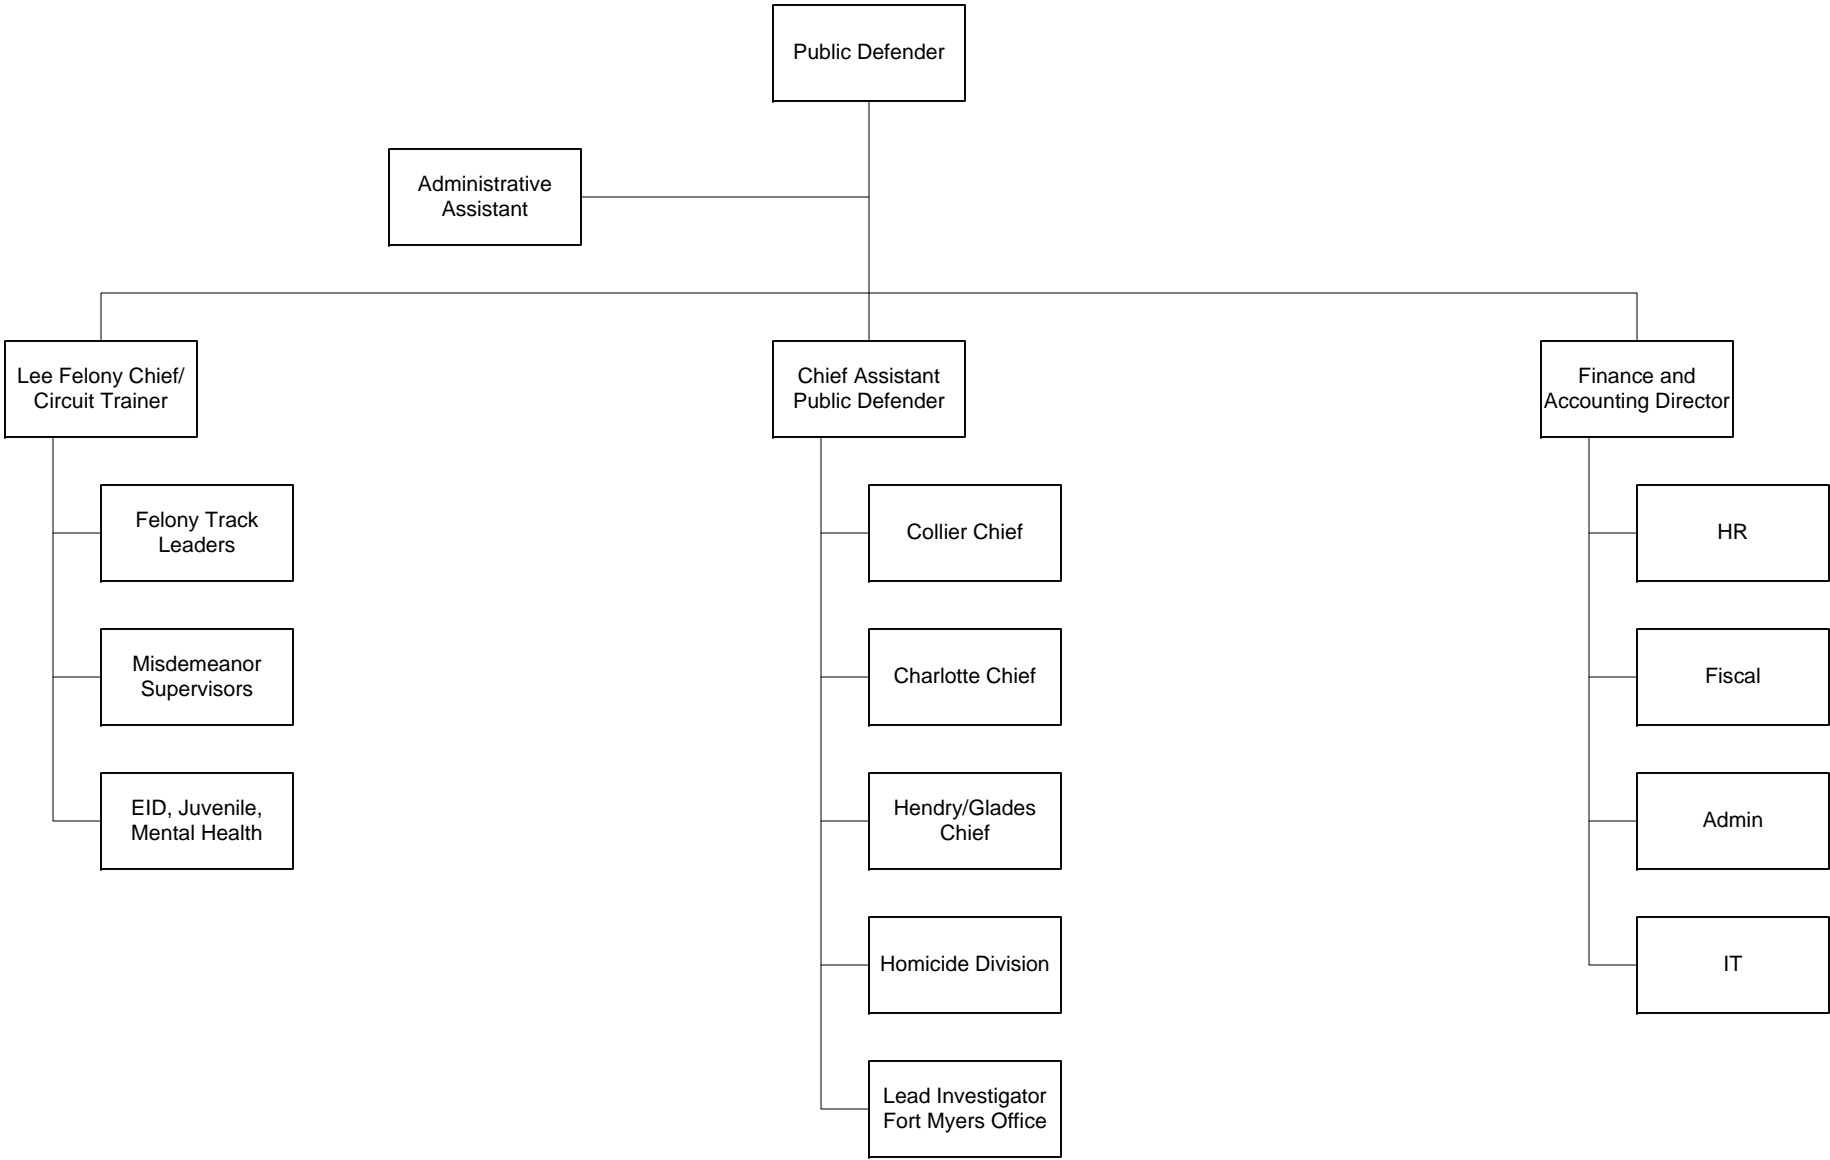 Public Defender
Administrative
Assistant
Lee Felony Chief/
Circuit Trainer
Chief Assistant
Public Defender
Finance and
Accounting Director
Felony Track
Leaders
Misdemeanor
Supervisors
EID, Juvenile,
Mental Health
Collier Chief
Charlotte Chief
Hendry/Glades
Chief
Homicide Division
Lead Investigator
Fort Myers Office
HR
Fiscal
Admin
IT